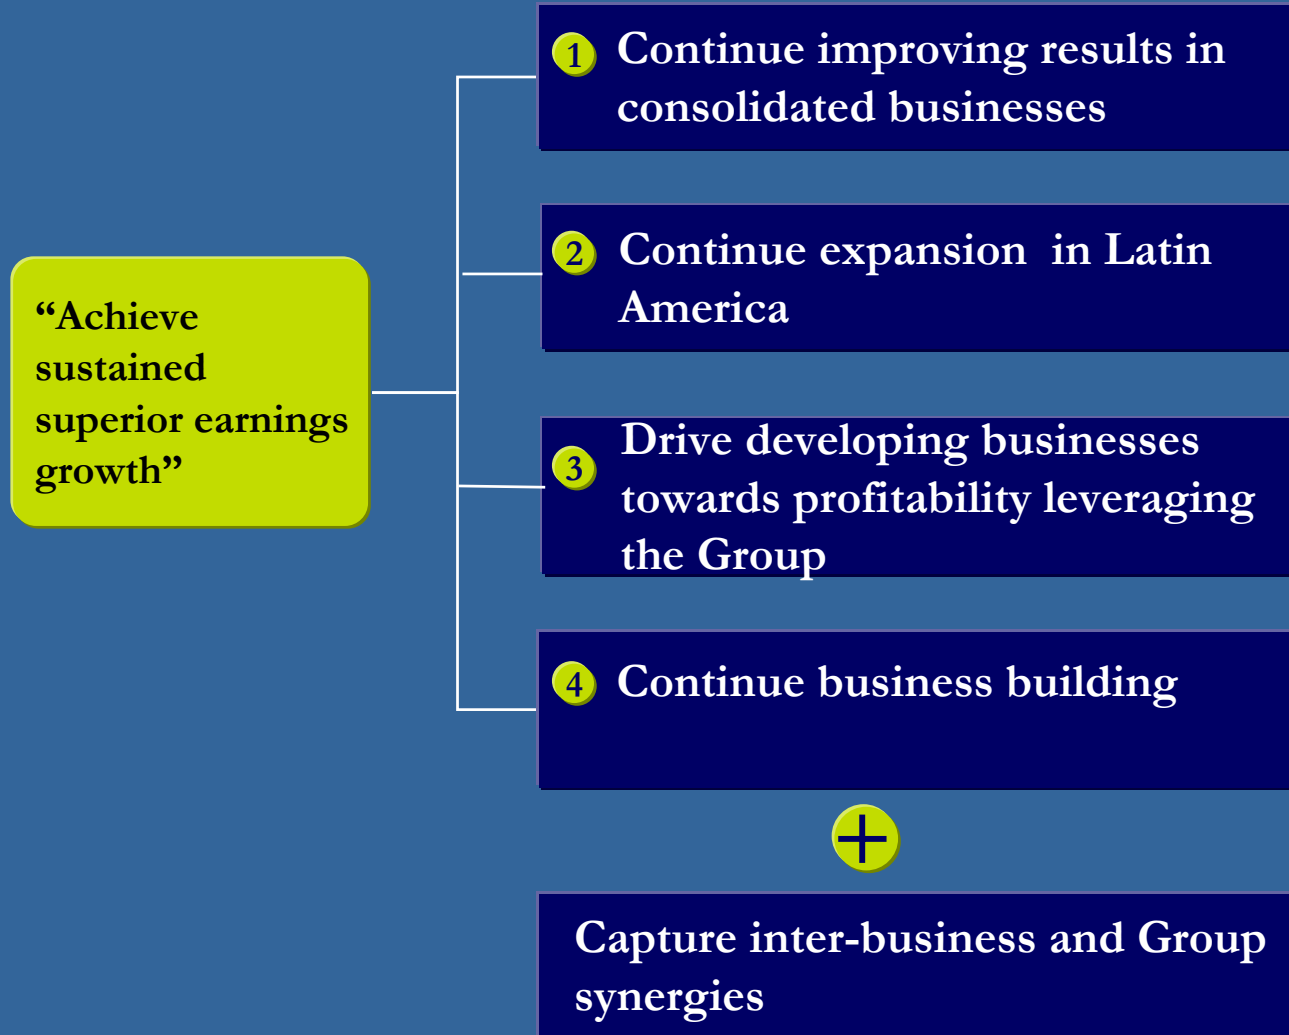 1 Continue improving results in
consolidated businesses
2 Continue expansion in Latin
America
“Achieve
sustained
superior earnings
growth”
3 Drive developing businesses
towards profitability leveraging
the Group
4 Continue business building
+
Capture inter-business and Group
synergies